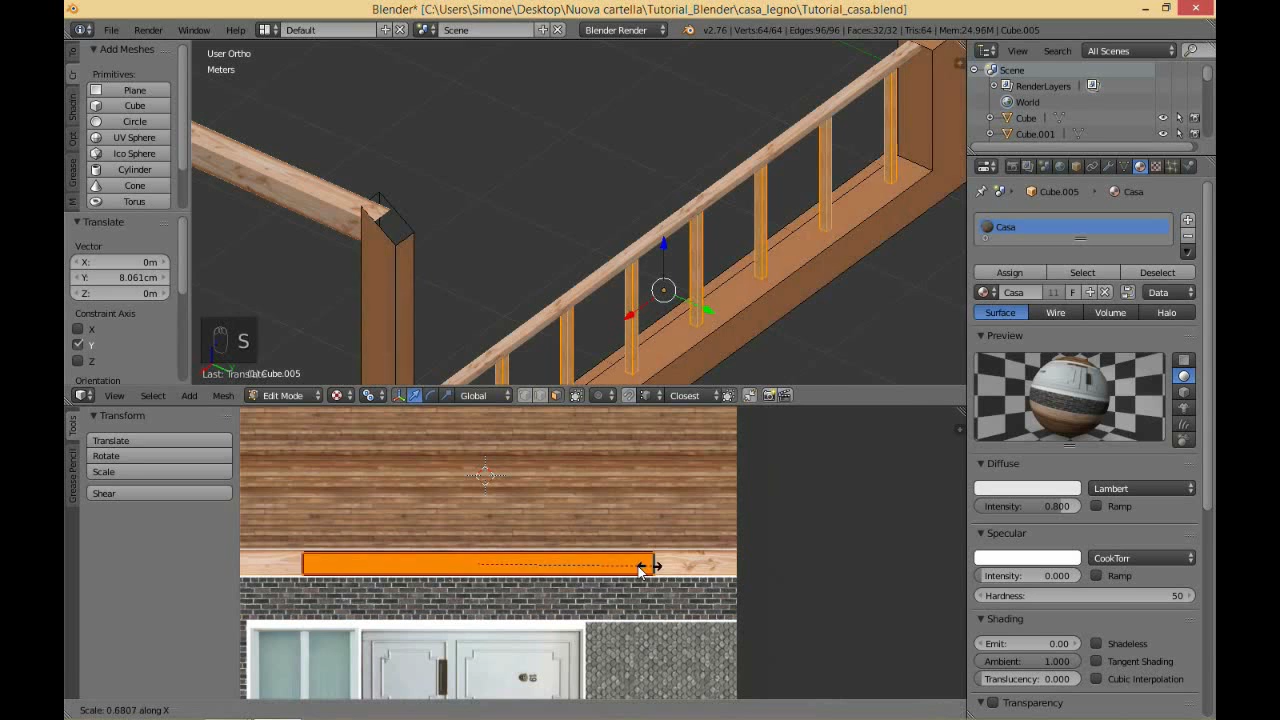 Blender* [C:\Users\Simone\Desktop\Nuova cartella\Tutorial_Blender\casa_legno\Tutorial_casa.blend]
File Render Window Help Default Scene Blender Render v2.76 | Verts:64/64 | Edges:96/96 | Faces:32/32 | Tris:64 | Mem:24.96M | Cube.005
Add Meshes
Primitives:
Plane
Cube
Circle
UV Sphere
Ico Sphere
Cylinder
Cone
Torus
Translate
Vector
X: 0m
Y: 8.061cm
Z: 0m
Constraint Axis
X
Y
Z
Orientation
User Ortho
Meters
S
View Select Add Mesh Edit Mode Global Closest
Transform
Translate
Rotate
Scale
Shear
Tools
Grease Pencil
Scale: 0.6807 along X
View Search All Scenes
Scene
RenderLayers
World
Cube
Cube.001
Cube.005 Casa
Casa
Assign Select Deselect
Casa 11 F Data
Surface Wire Volume Halo
Preview
Diffuse
Lambert
Intensity: 0.800 Ramp
Specular
CookTorr
Intensity: 0.000 Ramp
Hardness: 50
Shading
Emit: 0.00 Shadeless
Ambient: 1.000 Tangent Shading
Translucency: 0.000 Cubic Interpolation
Transparency